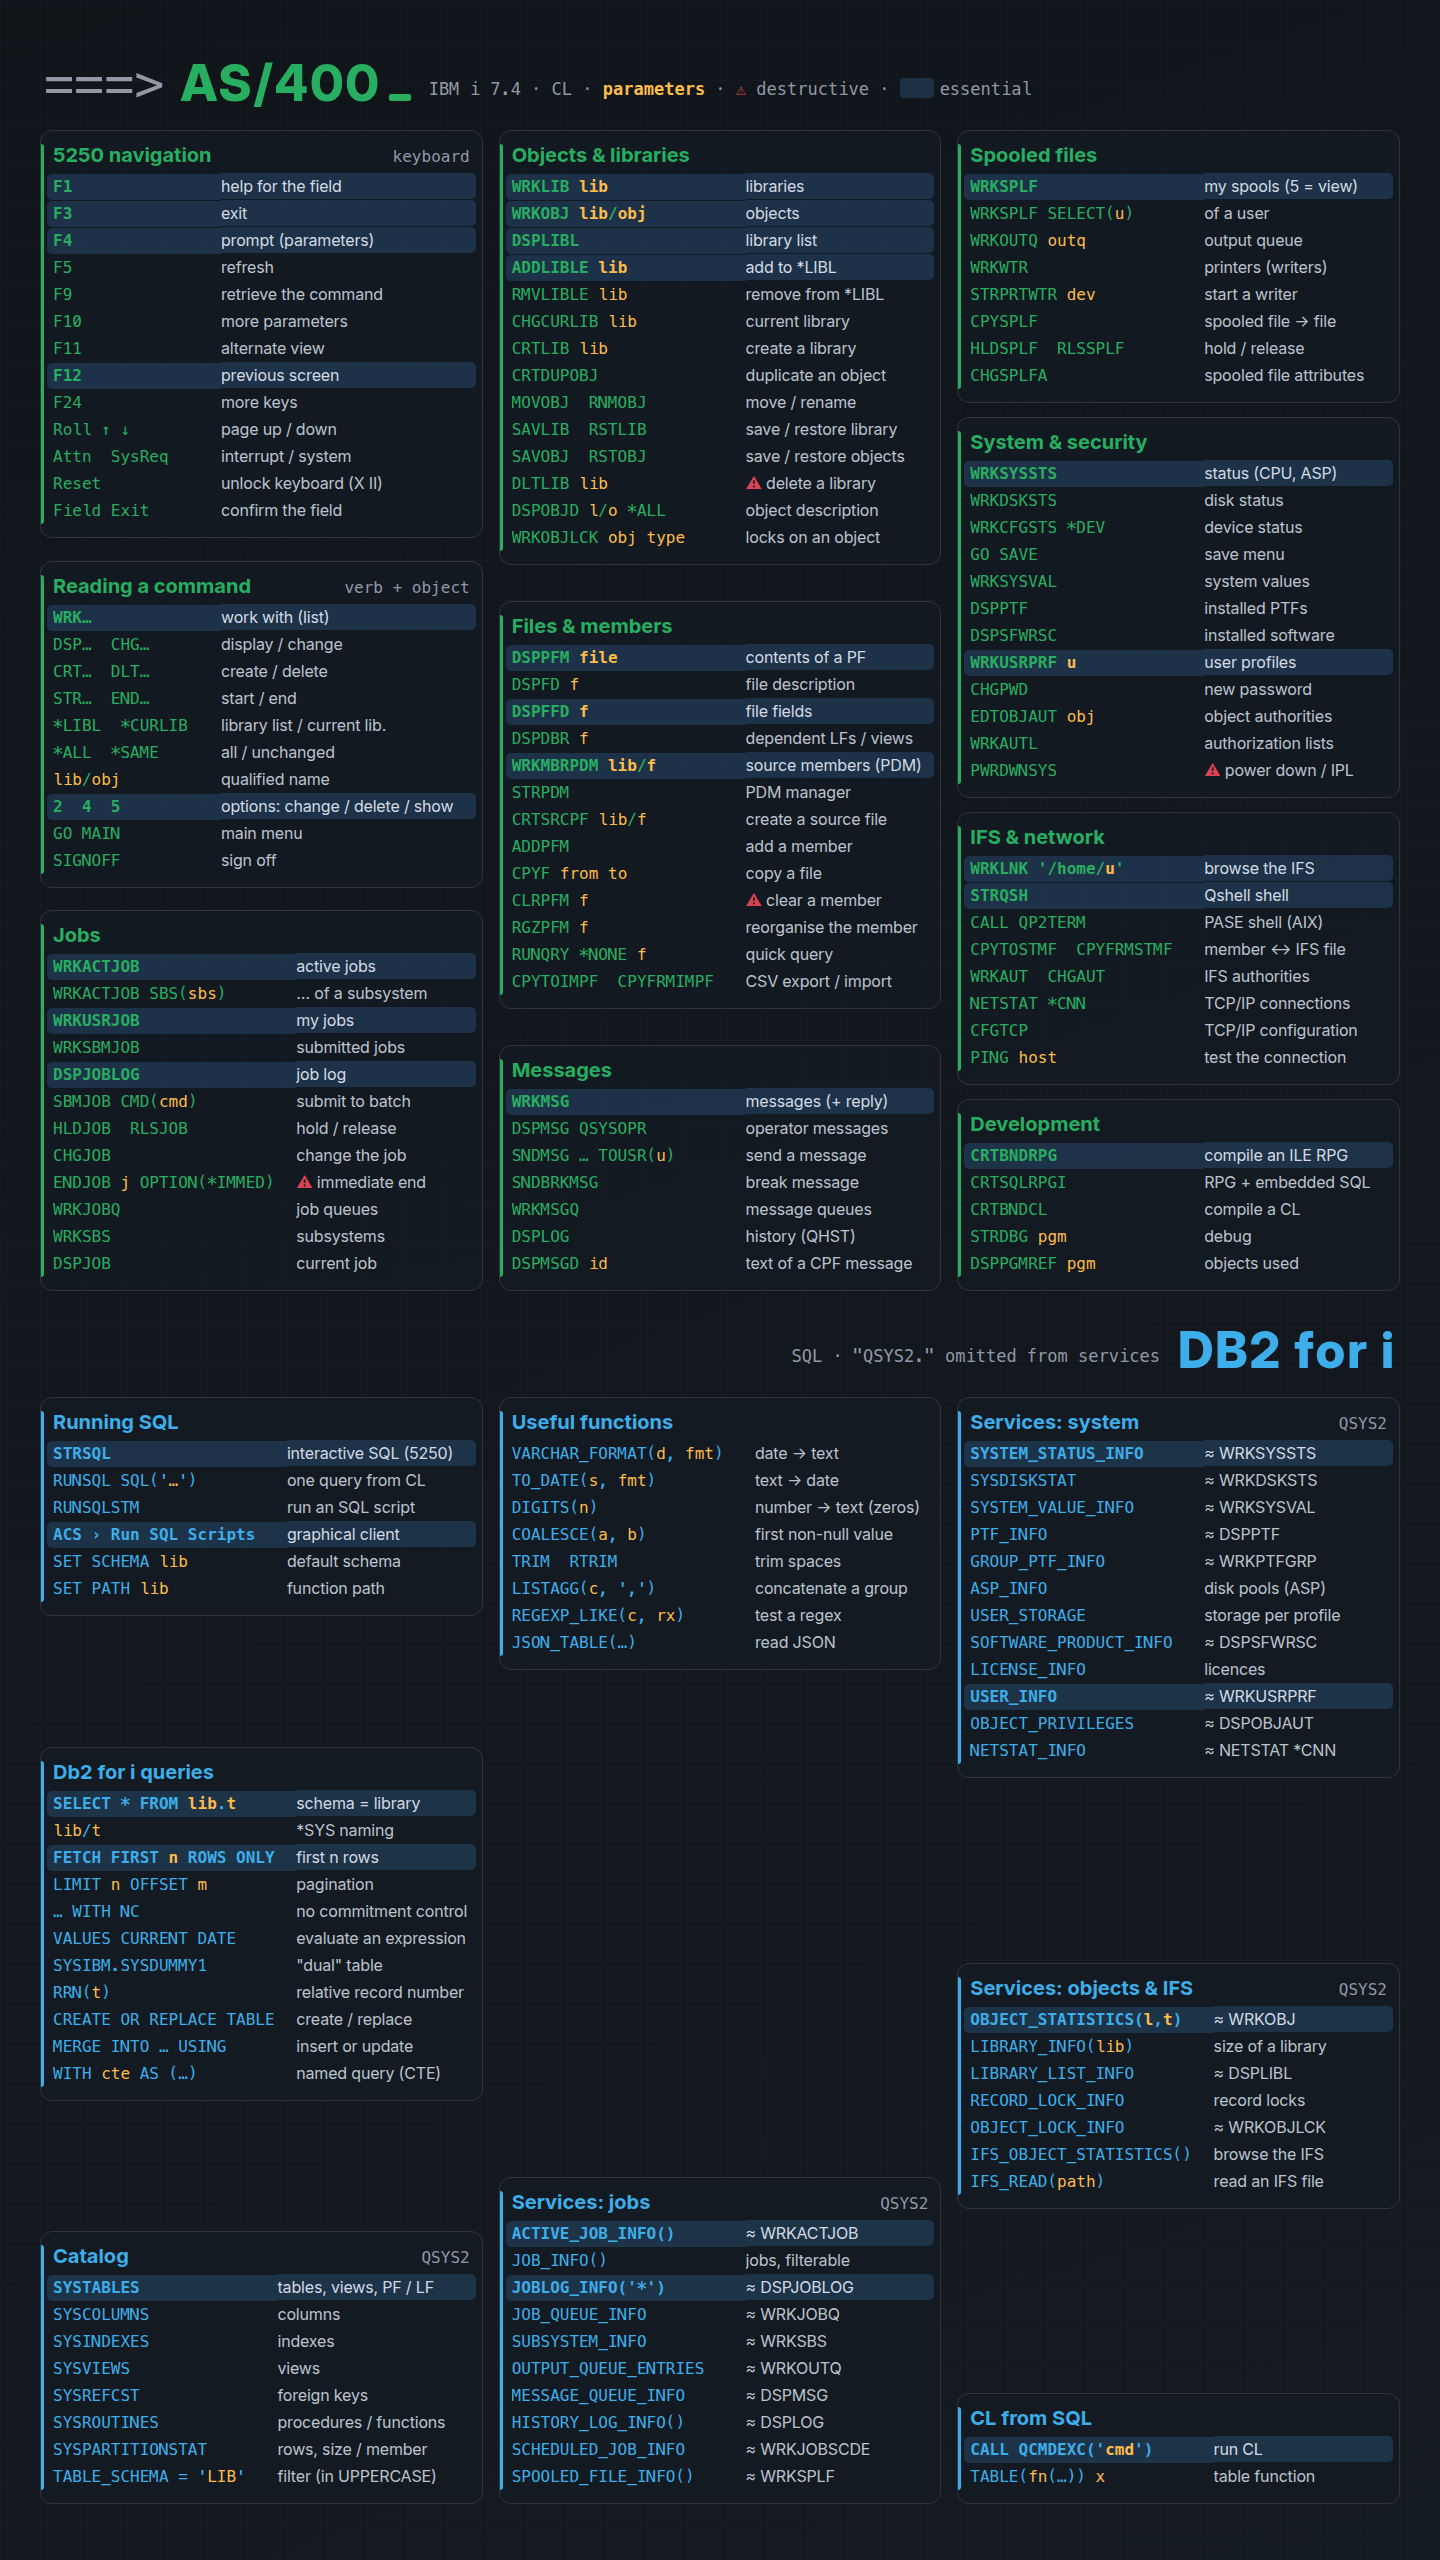 ===> AS/400_ IBM i 7.4 · CL · parameters · ⚠ destructive · essential
5250 navigation keyboard
F1 help for the field
F3 exit
F4 prompt (parameters)
F5 refresh
F9 retrieve the command
F10 more parameters
F11 alternate view
F12 previous screen
F24 more keys
Roll ↑ ↓ page up / down
Attn SysReq interrupt / system
Reset unlock keyboard (X II)
Field Exit confirm the field
Reading a command verb + object
WRK… work with (list)
DSP… CHG… display / change
CRT… DLT… create / delete
STR… END… start / end
*LIBL *CURLIB library list / current lib.
*ALL *SAME all / unchanged
lib/obj qualified name
2 4 5 options: change / delete / show
GO MAIN main menu
SIGNOFF sign off
Jobs
WRKACTJOB active jobs
WRKACTJOB SBS(sbs) … of a subsystem
WRKUSRJOB my jobs
WRKSBMJOB submitted jobs
DSPJOBLOG job log
SBMJOB CMD(cmd) submit to batch
HLDJOB RLSJOB hold / release
CHGJOB change the job
ENDJOB j OPTION(*IMMED) ⚠ immediate end
WRKJOBQ job queues
WRKSBS subsystems
DSPJOB current job
Objects & libraries
WRKLIB lib libraries
WRKOBJ lib/obj objects
DSPLIBL library list
ADDLIBLE lib add to *LIBL
RMVLIBLE lib remove from *LIBL
CHGCURLIB lib current library
CRTLIB lib create a library
CRTDUPOBJ duplicate an object
MOVOBJ RNMOBJ move / rename
SAVLIB RSTLIB save / restore library
SAVOBJ RSTOBJ save / restore objects
DLTLIB lib ⚠ delete a library
DSPOBJD l/o *ALL object description
WRKOBJLCK obj type locks on an object
Files & members
DSPPFM file contents of a PF
DSPFD f file description
DSPFFD f file fields
DSPDBR f dependent LFs / views
WRKMBRPDM lib/f source members (PDM)
STRPDM PDM manager
CRTSRCPF lib/f create a source file
ADDPFM add a member
CPYF from to copy a file
CLRPFM f ⚠ clear a member
RGZPFM f reorganise the member
RUNQRY *NONE f quick query
CPYTOIMPF CPYFRMIMPF CSV export / import
Messages
WRKMSG messages (+ reply)
DSPMSG QSYSOPR operator messages
SNDMSG … TOUSR(u) send a message
SNDBRKMSG break message
WRKMSGQ message queues
DSPLOG history (QHST)
DSPMSGD id text of a CPF message
Spooled files
WRKSPLF my spools (5 = view)
WRKSPLF SELECT(u) of a user
WRKOUTQ outq output queue
WRKWTR printers (writers)
STRPRTWTR dev start a writer
CPYSPLF spooled file → file
HLDSPLF RLSSPLF hold / release
CHGSPLFA spooled file attributes
System & security
WRKSYSSTS status (CPU, ASP)
WRKDSKSTS disk status
WRKCFGSTS *DEV device status
GO SAVE save menu
WRKSYSVAL system values
DSPPTF installed PTFs
DSPSFWRSC installed software
WRKUSRPRF u user profiles
CHGPWD new password
EDTOBJAUT obj object authorities
WRKAUTL authorization lists
PWRDWNSYS ⚠ power down / IPL
IFS & network
WRKLNK '/home/u' browse the IFS
STRQSH Qshell shell
CALL QP2TERM PASE shell (AIX)
CPYTOSTMF CPYFRMSTMF member ↔ IFS file
WRKAUT CHGAUT IFS authorities
NETSTAT *CNN TCP/IP connections
CFGTCP TCP/IP configuration
PING host test the connection
Development
CRTBNDRPG compile an ILE RPG
CRTSQLRPGI RPG + embedded SQL
CRTBNDCL compile a CL
STRDBG pgm debug
DSPPGMREF pgm objects used
SQL · "QSYS2." omitted from services DB2 for i
Running SQL
STRSQL interactive SQL (5250)
RUNSQL SQL('…') one query from CL
RUNSQLSTM run an SQL script
ACS › Run SQL Scripts graphical client
SET SCHEMA lib default schema
SET PATH lib function path
Db2 for i queries
SELECT * FROM lib.t schema = library
lib/t *SYS naming
FETCH FIRST n ROWS ONLY first n rows
LIMIT n OFFSET m pagination
… WITH NC no commitment control
VALUES CURRENT DATE evaluate an expression
SYSIBM.SYSDUMMY1 "dual" table
RRN(t) relative record number
CREATE OR REPLACE TABLE create / replace
MERGE INTO … USING insert or update
WITH cte AS (…) named query (CTE)
Catalog QSYS2
SYSTABLES tables, views, PF / LF
SYSCOLUMNS columns
SYSINDEXES indexes
SYSVIEWS views
SYSREFCST foreign keys
SYSROUTINES procedures / functions
SYSPARTITIONSTAT rows, size / member
TABLE_SCHEMA = 'LIB' filter (in UPPERCASE)
Useful functions
VARCHAR_FORMAT(d, fmt) date → text
TO_DATE(s, fmt) text → date
DIGITS(n) number → text (zeros)
COALESCE(a, b) first non-null value
TRIM RTRIM trim spaces
LISTAGG(c, ',') concatenate a group
REGEXP_LIKE(c, rx) test a regex
JSON_TABLE(…) read JSON
Services: jobs QSYS2
ACTIVE_JOB_INFO() ≈ WRKACTJOB
JOB_INFO() jobs, filterable
JOBLOG_INFO('*') ≈ DSPJOBLOG
JOB_QUEUE_INFO ≈ WRKJOBQ
SUBSYSTEM_INFO ≈ WRKSBS
OUTPUT_QUEUE_ENTRIES ≈ WRKOUTQ
MESSAGE_QUEUE_INFO ≈ DSPMSG
HISTORY_LOG_INFO() ≈ DSPLOG
SCHEDULED_JOB_INFO ≈ WRKJOBSCDE
SPOOLED_FILE_INFO() ≈ WRKSPLF
Services: system QSYS2
SYSTEM_STATUS_INFO ≈ WRKSYSSTS
SYSDISKSTAT ≈ WRKDSKSTS
SYSTEM_VALUE_INFO ≈ WRKSYSVAL
PTF_INFO ≈ DSPPTF
GROUP_PTF_INFO ≈ WRKPTFGRP
ASP_INFO disk pools (ASP)
USER_STORAGE storage per profile
SOFTWARE_PRODUCT_INFO ≈ DSPSFWRSC
LICENSE_INFO licences
USER_INFO ≈ WRKUSRPRF
OBJECT_PRIVILEGES ≈ DSPOBJAUT
NETSTAT_INFO ≈ NETSTAT *CNN
Services: objects & IFS QSYS2
OBJECT_STATISTICS(l,t) ≈ WRKOBJ
LIBRARY_INFO(lib) size of a library
LIBRARY_LIST_INFO ≈ DSPLIBL
RECORD_LOCK_INFO record locks
OBJECT_LOCK_INFO ≈ WRKOBJLCK
IFS_OBJECT_STATISTICS() browse the IFS
IFS_READ(path) read an IFS file
CL from SQL
CALL QCMDEXC('cmd') run CL
TABLE(fn(…)) x table function